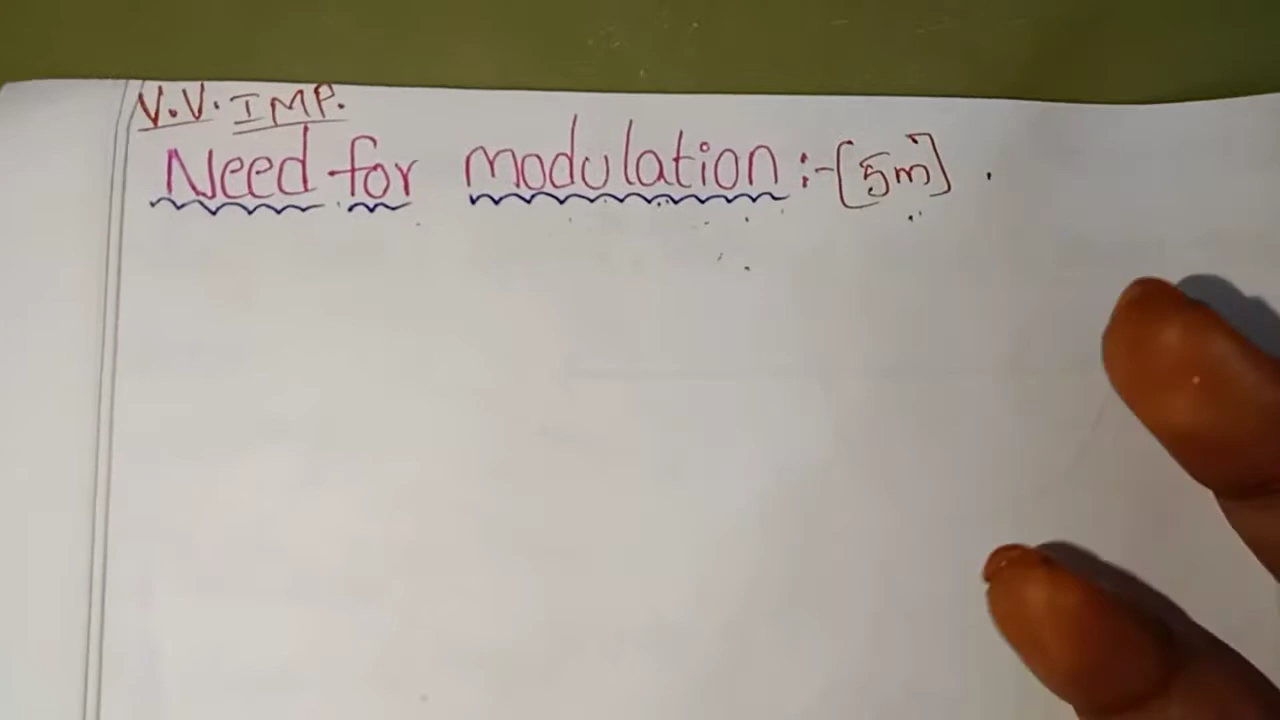 V.V. IMP.
Need for modulation :- [5m] .